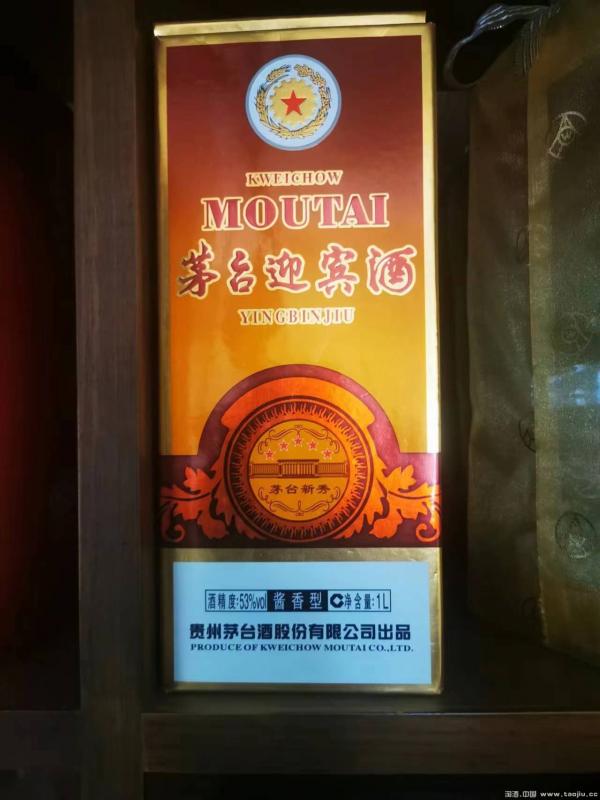 KWEICHOW
MOUTAI
茅台迎宾酒
YINGBINJIU
茅台新秀
酒精度:53%vol 酱香型 C净含量:1L
贵州茅台酒股份有限公司出品
PRODUCE OF KWEICHOW MOUTAI CO.,LTD.
淘酒.中国 www.taojiu.cc